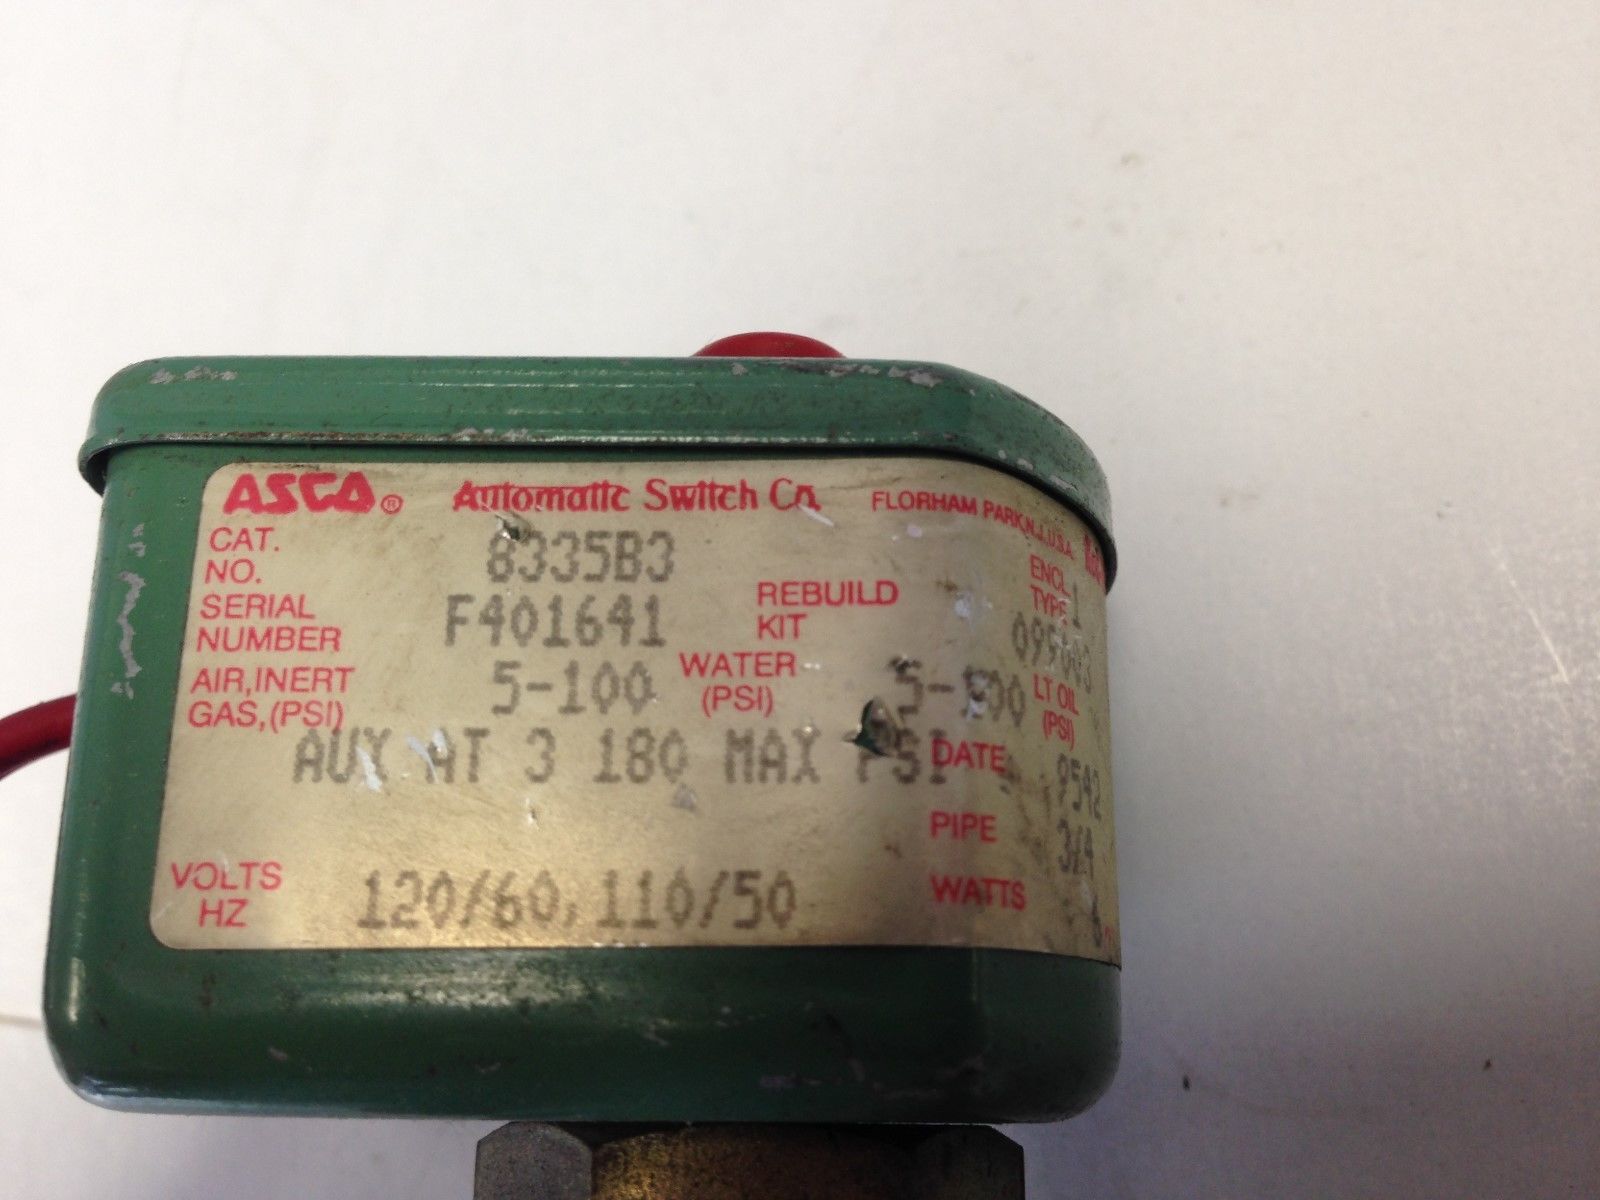 ASCO® Automatic Switch Co. FLORHAM PARK, N.J. U.S.A.
CAT. NO. 8335B3 ENCL. TYPE 1
SERIAL NUMBER F401641 REBUILD KIT
AIR, INERT GAS, (PSI) 5-100 WATER (PSI) 5-100 LT OIL (PSI)
AUX AT 3 180 MAX PSI DATE 9542
PIPE 3/4
VOLTS HZ 120/60, 110/50 WATTS 6